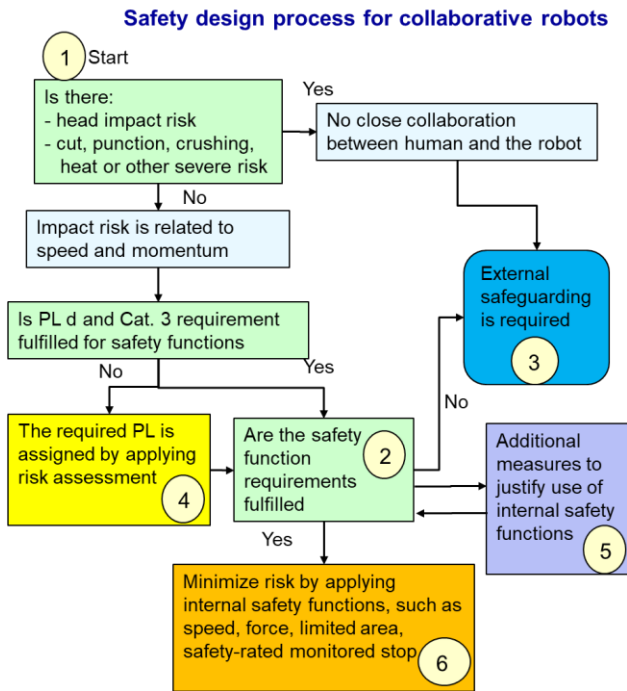 Safety design process for collaborative robots
1
Start
Is there:
- head impact risk
- cut, punction, crushing,
heat or other severe risk
Yes
No close collaboration
between human and the robot
No
Impact risk is related to
speed and momentum
External
safeguarding
is required
3
Is PL d and Cat. 3 requirement
fulfilled for safety functions
No
Yes
No
The required PL is
assigned by applying
risk assessment
4
Are the safety
function
requirements
fulfilled
2
Additional
measures to
justify use of
internal safety
functions
5
Yes
Minimize risk by applying
internal safety functions, such as
speed, force, limited area,
safety-rated monitored stop
6